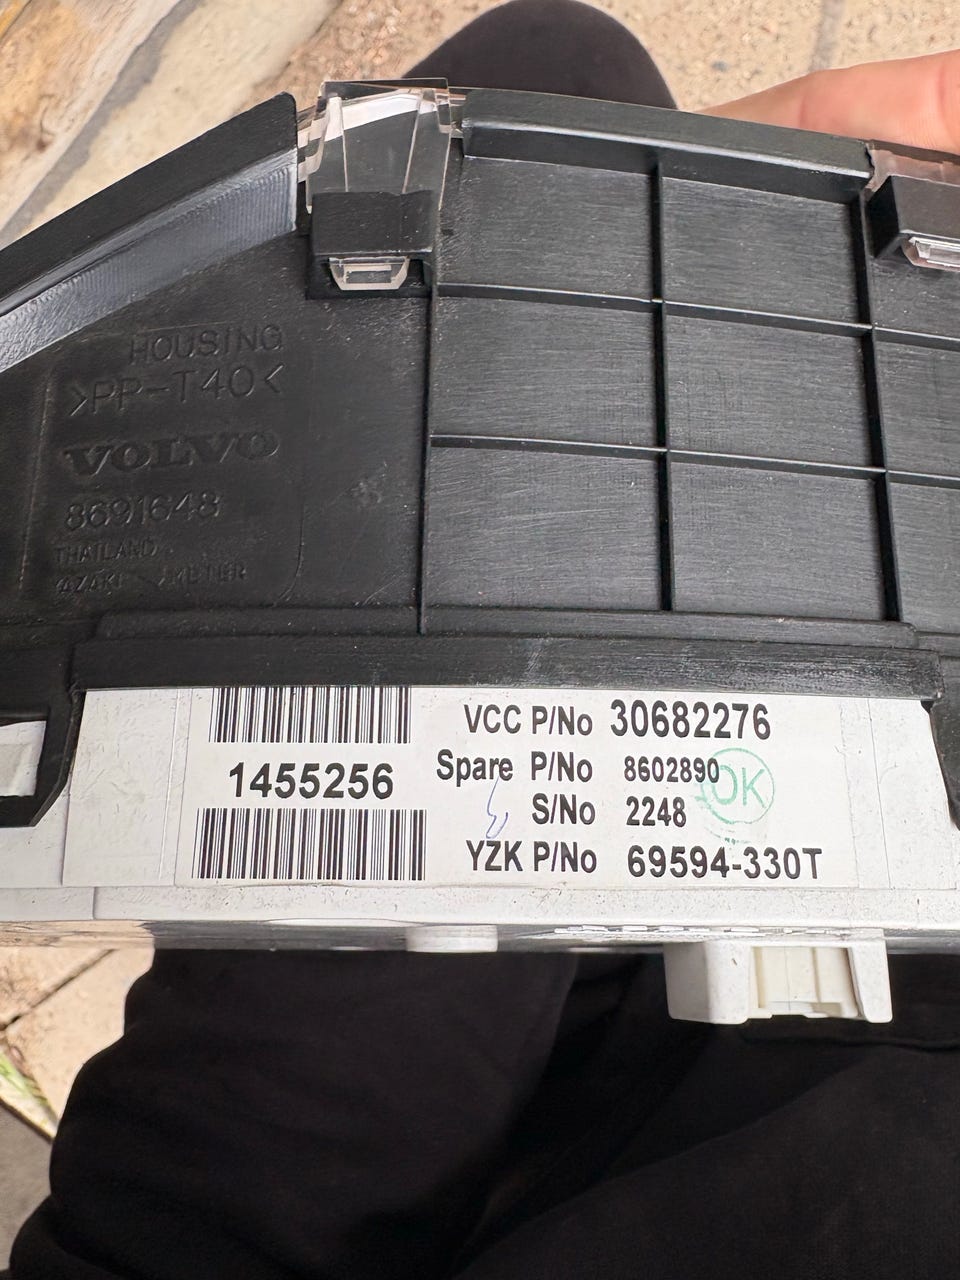 HOUSING
>PP-T40<
VOLVO
8691648
THAILAND
METER
1455256
VCC P/No 30682276
Spare P/No 8602890
OK
S/No 2248
YZK P/No 69594-330T